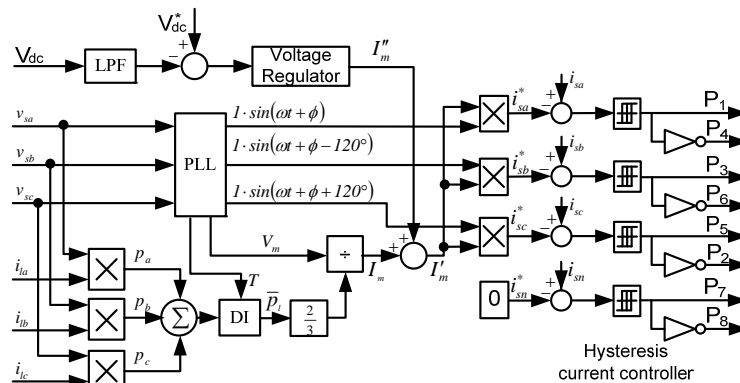 V*dc
Vdc
LPF
+
−
Voltage
Regulator
I''m
vsa
vsb
vsc
PLL
1·sin(ωt + ϕ)
1·sin(ωt + ϕ −120°)
1·sin(ωt + ϕ +120°)
×
×
×
i*sa
i*sb
i*sc
i*sn
isa
isb
isc
isn
+
−
+
−
+
−
+
−
P1
P4
P3
P6
P5
P2
P7
P8
Vm
÷
Im
+
+
I'm
0
ila
ilb
ilc
×
×
×
pa
pb
pc
Σ
T
DI
p̅l
2
3
Hysteresis
current controller